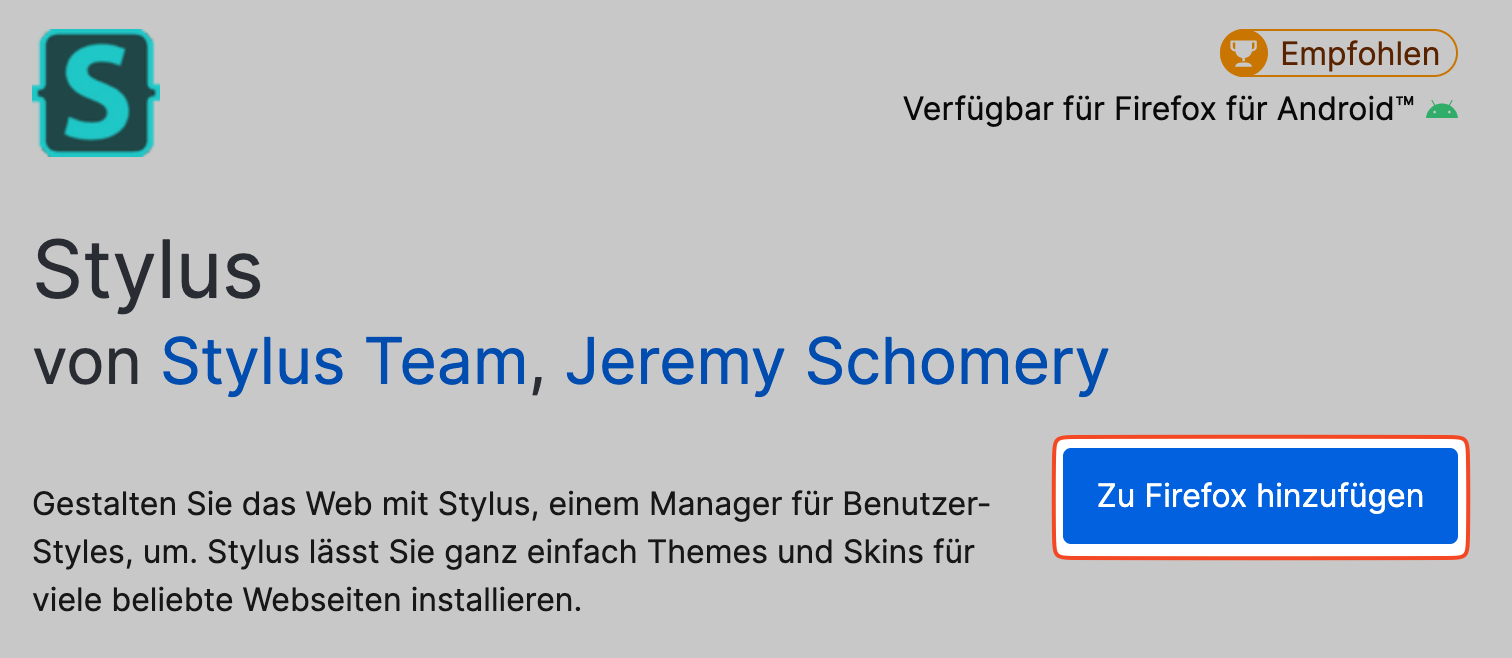 S
Empfohlen
Verfügbar für Firefox für Android™
Stylus
von Stylus Team, Jeremy Schomery
Gestalten Sie das Web mit Stylus, einem Manager für Benutzer-
Styles, um. Stylus lässt Sie ganz einfach Themes und Skins für
viele beliebte Webseiten installieren.
Zu Firefox hinzufügen